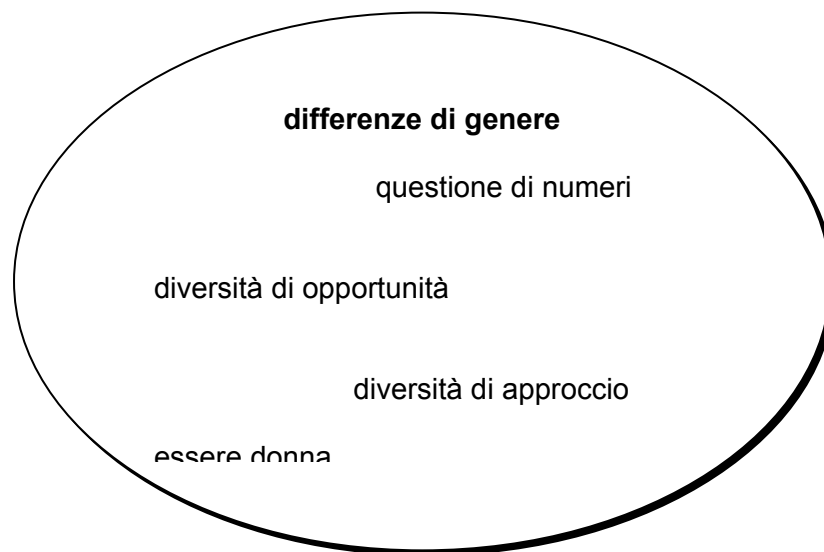 differenze di genere
questione di numeri
diversità di opportunità
diversità di approccio
essere donna